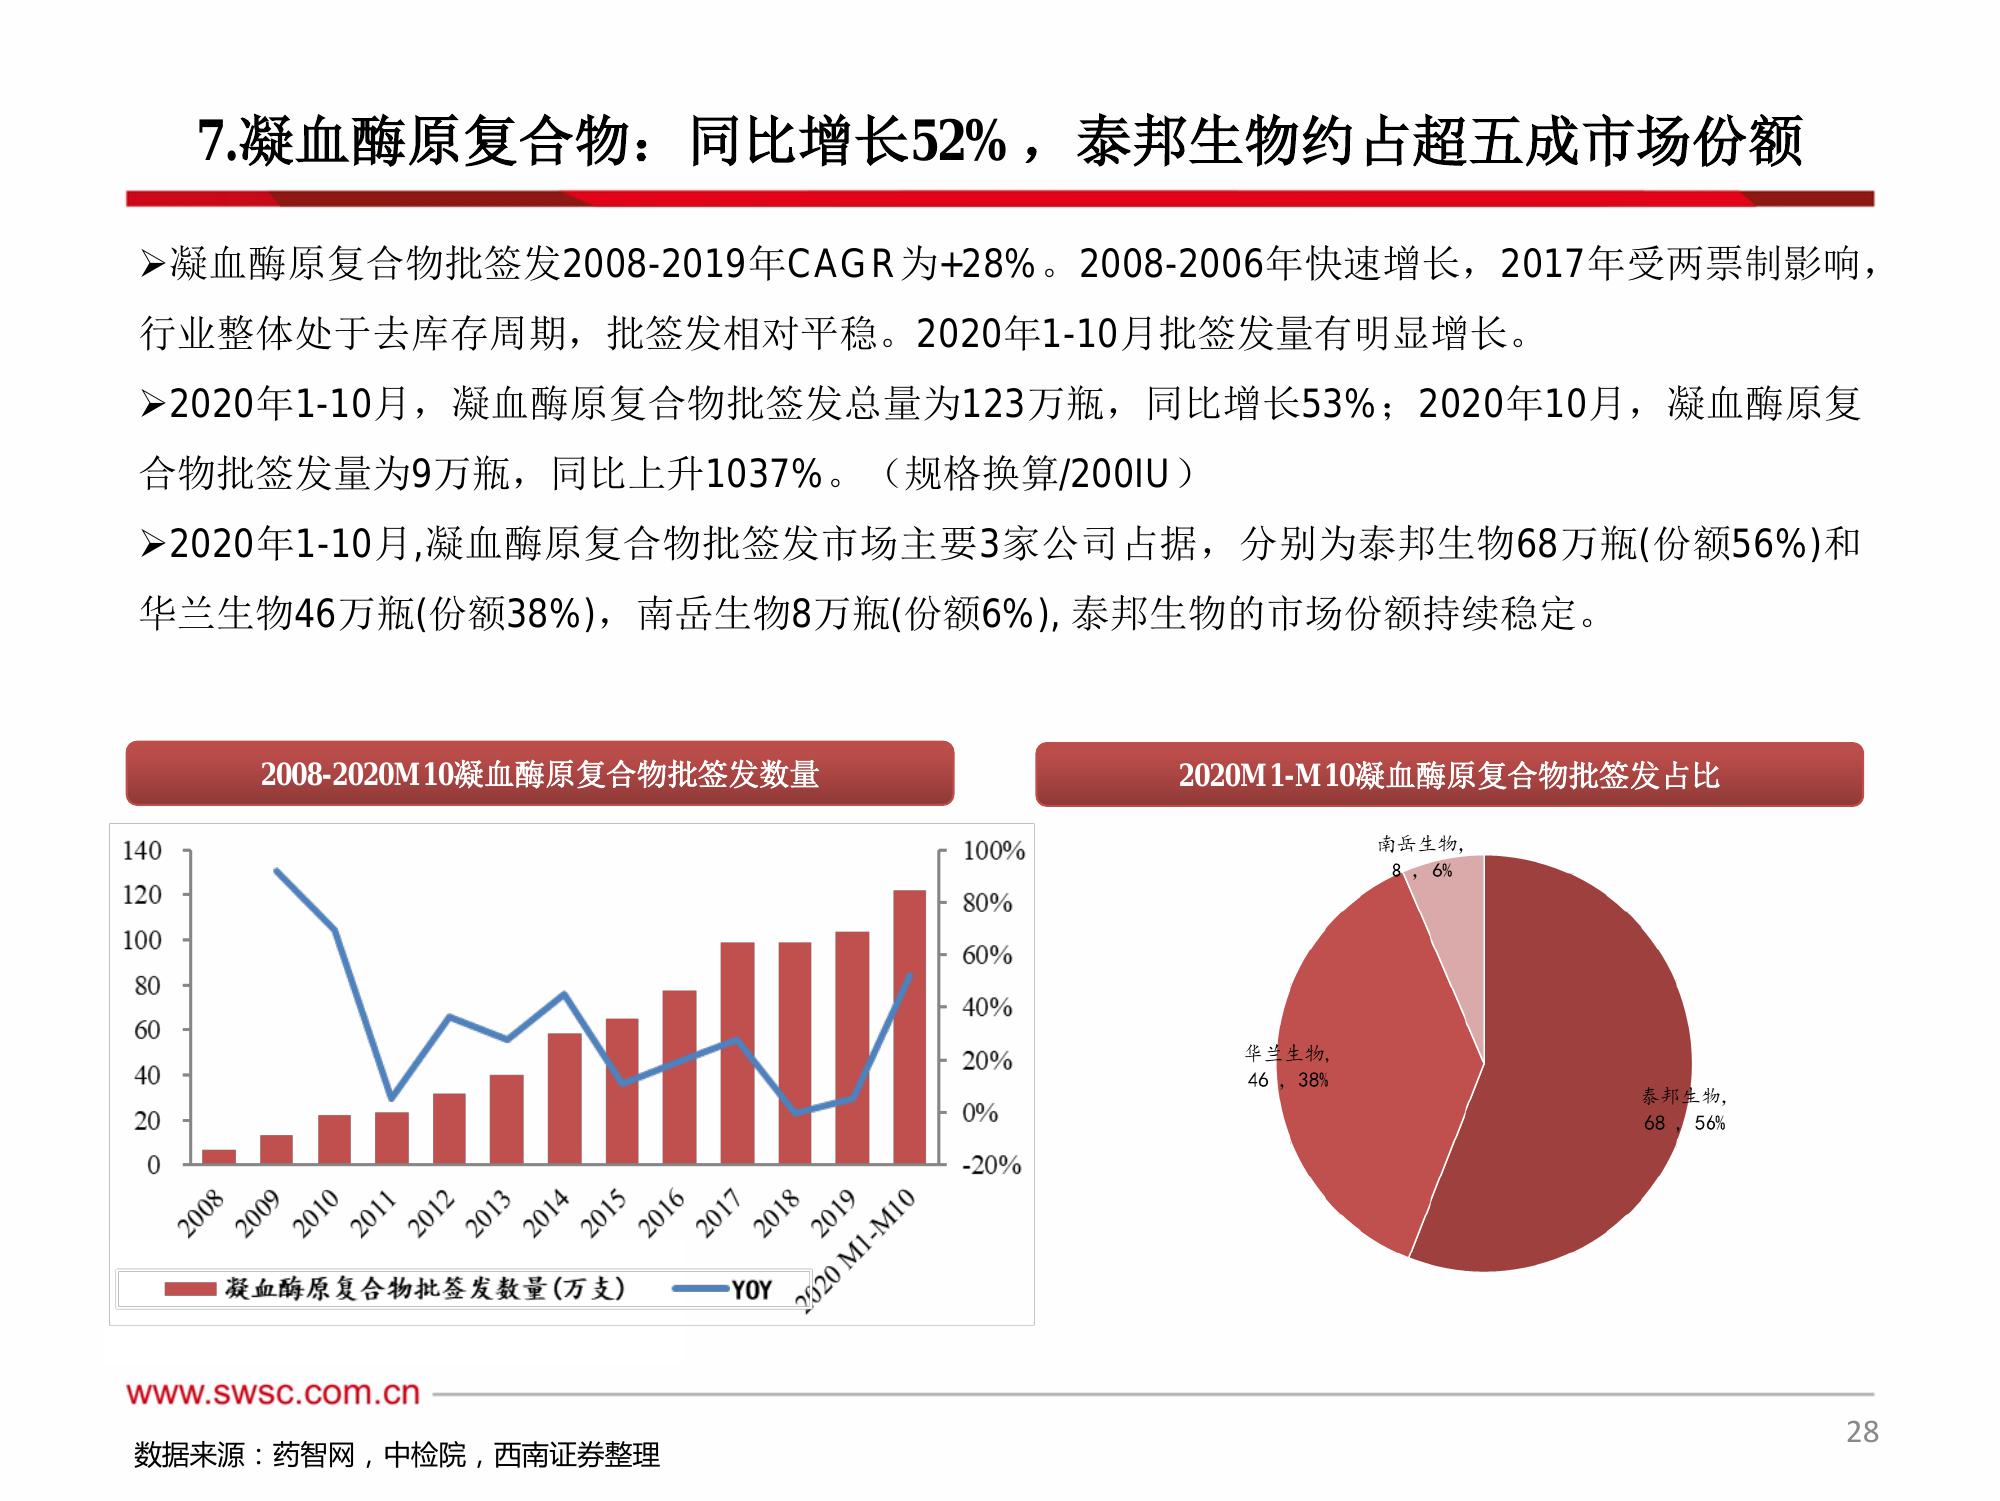 7.凝血酶原复合物：同比增长52%，泰邦生物约占超五成市场份额
➢凝血酶原复合物批签发2008-2019年CAGR为+28%。2008-2006年快速增长，2017年受两票制影响，
行业整体处于去库存周期，批签发相对平稳。2020年1-10月批签发量有明显增长。
➢2020年1-10月，凝血酶原复合物批签发总量为123万瓶，同比增长53%；2020年10月，凝血酶原复
合物批签发量为9万瓶，同比上升1037%。（规格换算/200IU）
➢2020年1-10月,凝血酶原复合物批签发市场主要3家公司占据，分别为泰邦生物68万瓶(份额56%)和
华兰生物46万瓶(份额38%)，南岳生物8万瓶(份额6%), 泰邦生物的市场份额持续稳定。
2008-2020M10凝血酶原复合物批签发数量
140
120
100
80
60
40
20
0
100%
80%
60%
40%
20%
0%
-20%
2008
2009
2010
2011
2012
2013
2014
2015
2016
2017
2018
2019
2020 M1-M10
凝血酶原复合物批签发数量(万支)
YOY
2020M1-M10凝血酶原复合物批签发占比
南岳生物,
8 , 6%
华兰生物,
46 , 38%
泰邦生物,
68 , 56%
www.swsc.com.cn
28
数据来源：药智网，中检院，西南证券整理